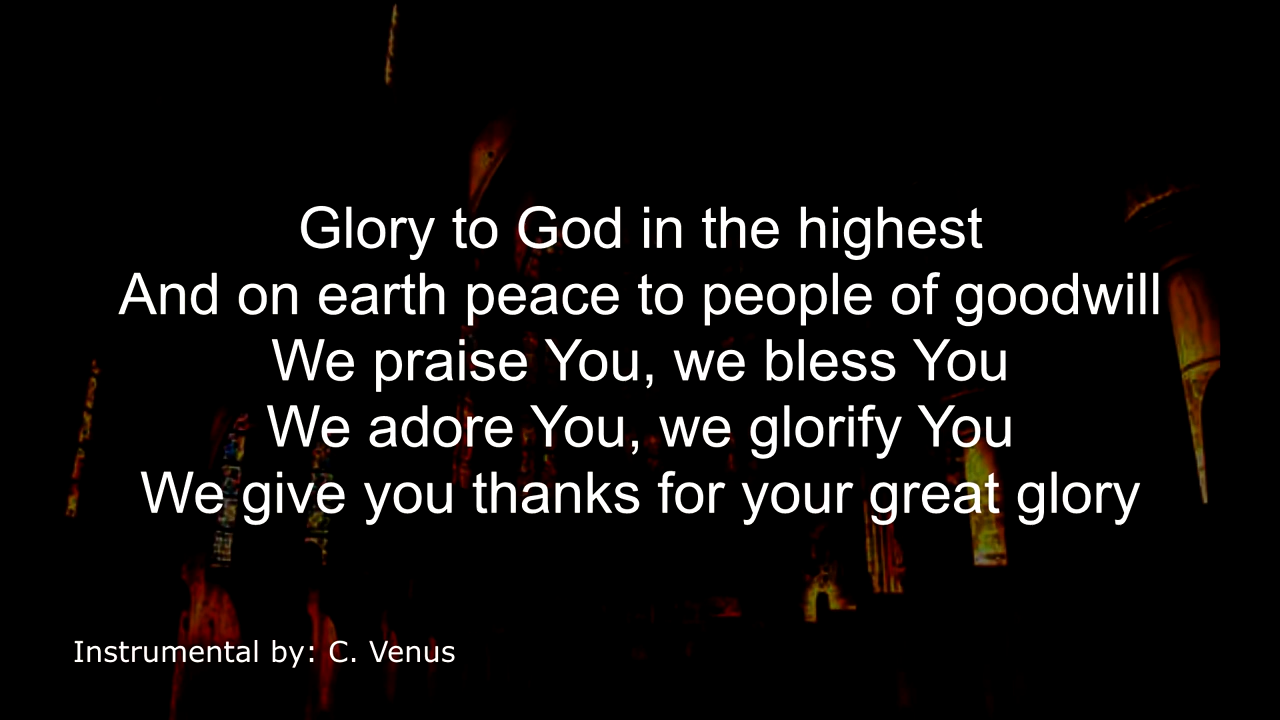 Glory to God in the highest
And on earth peace to people of goodwill
We praise You, we bless You
We adore You, we glorify You
We give you thanks for your great glory
Instrumental by: C. Venus